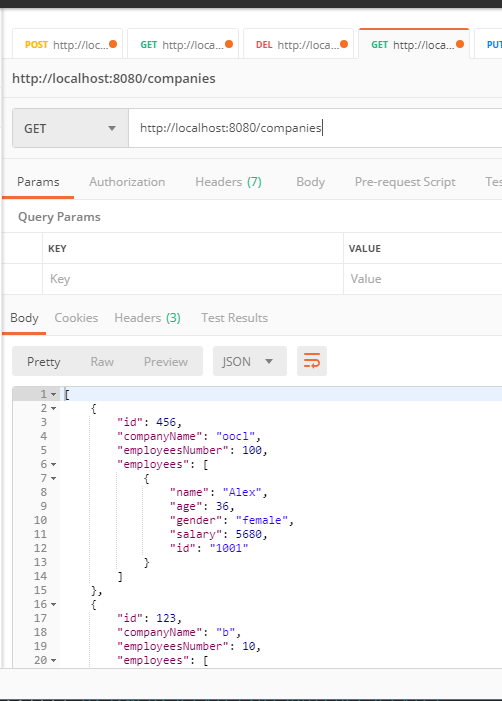 POST http://loc... GET http://loca... DEL http://loca... GET http://loca... PUT
http://localhost:8080/companies
GET http://localhost:8080/companies
Params Authorization Headers (7) Body Pre-request Script Tes
Query Params
KEY VALUE
Key Value
Body Cookies Headers (3) Test Results
Pretty Raw Preview JSON
1 [
2 {
3 "id": 456,
4 "companyName": "oocl",
5 "employeesNumber": 100,
6 "employees": [
7 {
8 "name": "Alex",
9 "age": 36,
10 "gender": "female",
11 "salary": 5680,
12 "id": "1001"
13 }
14 ]
15 },
16 {
17 "id": 123,
18 "companyName": "b",
19 "employeesNumber": 10,
20 "employees": [